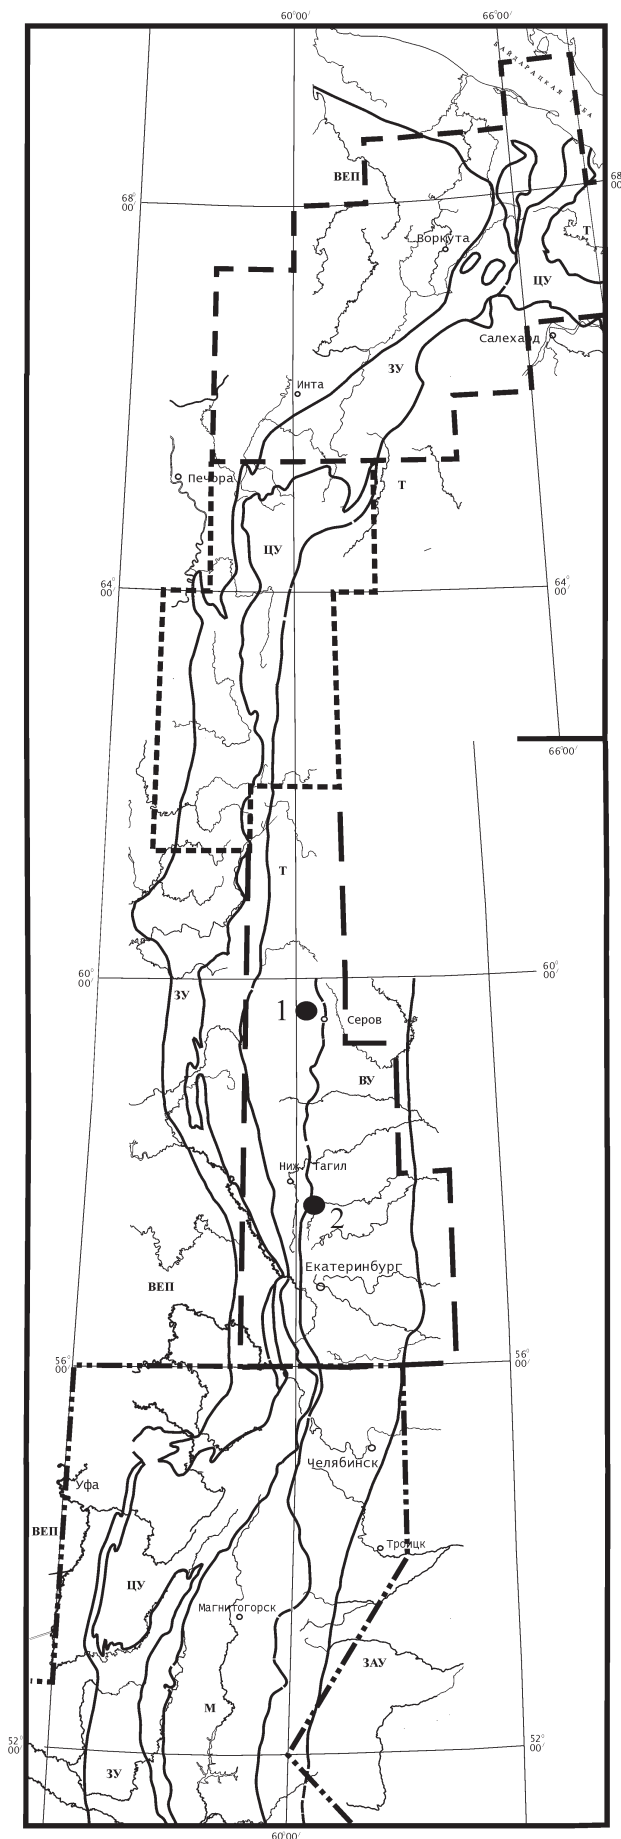 60°00'
66°00'
БАЙДАРАЦКАЯ ГУБА
ВЕП
68°
00'
68
00
Воркута
Т
ЦУ
Салехард
ЗУ
Инта
Печора
Т
ЦУ
64°
00'
64°
00'
66°00'
Т
60°
00'
60°
00'
ЗУ
1
Серов
ВУ
Ниж. Тагил
2
Екатеринбург
ВЕП
56°
00'
56°
00'
Челябинск
Уфа
ВЕП
Троицк
ЦУ
Магнитогорск
ЗАУ
М
52°
00'
52°
00'
ЗУ
60°00'